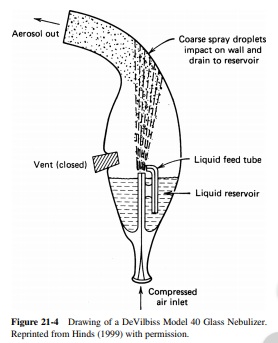 Aerosol out
Coarse spray droplets
impact on wall and
drain to reservoir
Vent (closed)
Liquid feed tube
Liquid reservoir
Compressed
air inlet
Figure 21-4 Drawing of a DeVilbiss Model 40 Glass Nebulizer.
Reprinted from Hinds (1999) with permission.